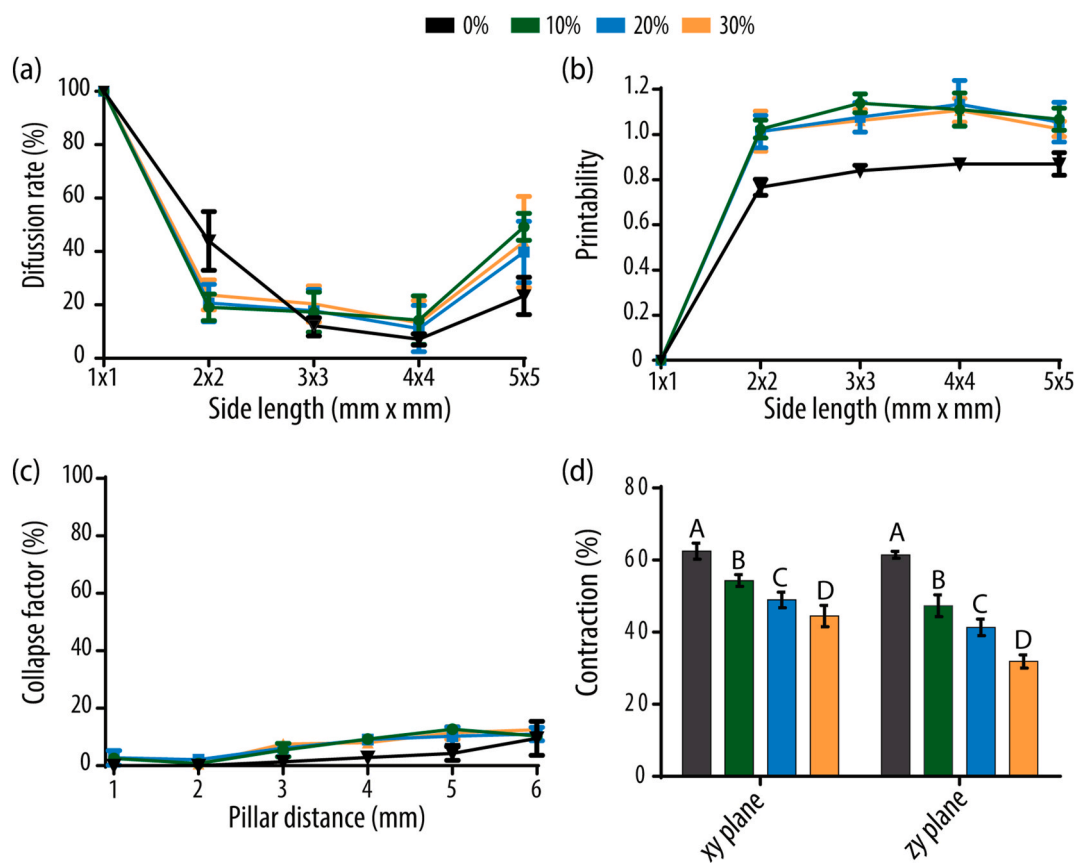 0% 10% 20% 30%
(a)
Difussion rate (%)
100
80
60
40
20
0
1x1 2x2 3x3 4x4 5x5
Side length (mm x mm)
(b)
Printability
1.2
1.0
0.8
0.6
0.4
0.2
0
1x1 2x2 3x3 4x4 5x5
Side length (mm x mm)
(c)
Collapse factor (%)
100
80
60
40
20
0
1 2 3 4 5 6
Pillar distance (mm)
(d)
Contraction (%)
80
60
40
20
0
A B C D
A B C D
xy plane zy plane